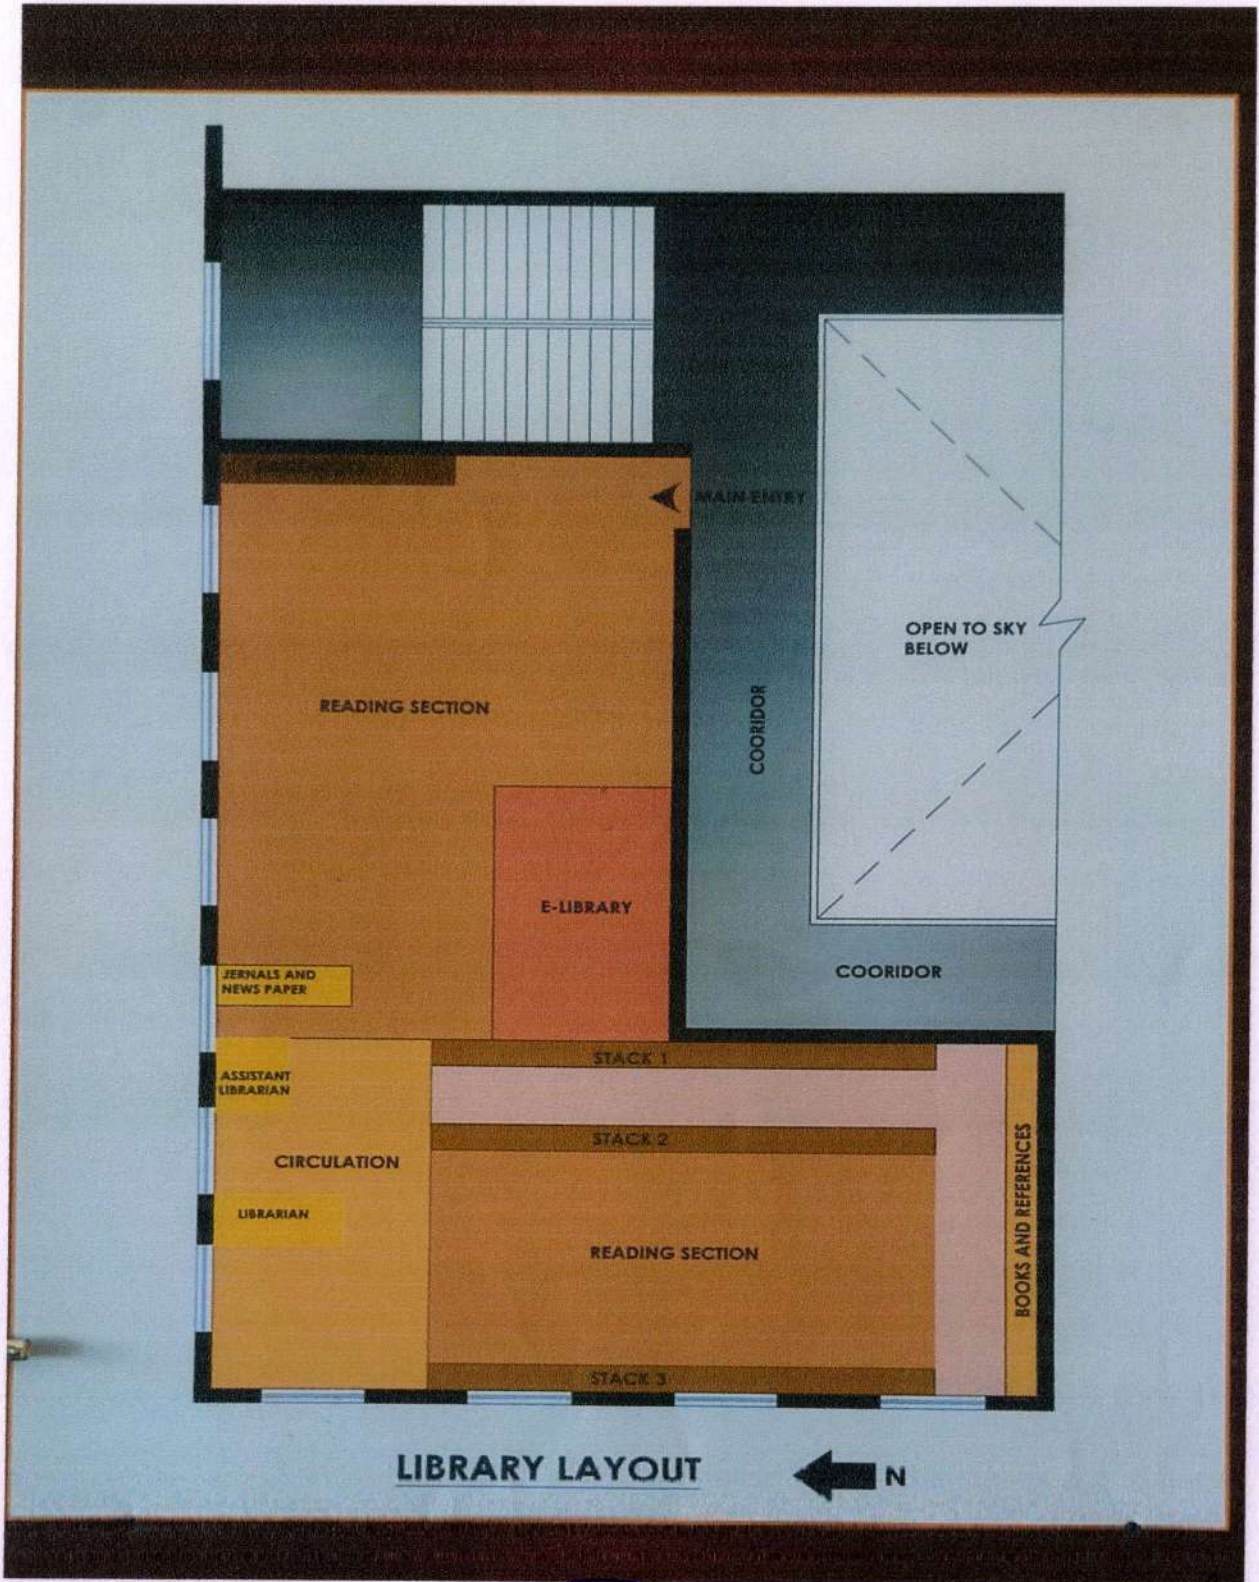 MAIN ENTRY
OPEN TO SKY
BELOW
READING SECTION
COORIDOR
E-LIBRARY
COORIDOR
JERNALS AND
NEWS PAPER
STACK 1
ASSISTANT
LIBRARIAN
STACK 2
CIRCULATION
BOOKS AND REFERENCES
LIBRARIAN
READING SECTION
STACK 3
LIBRARY LAYOUT
N